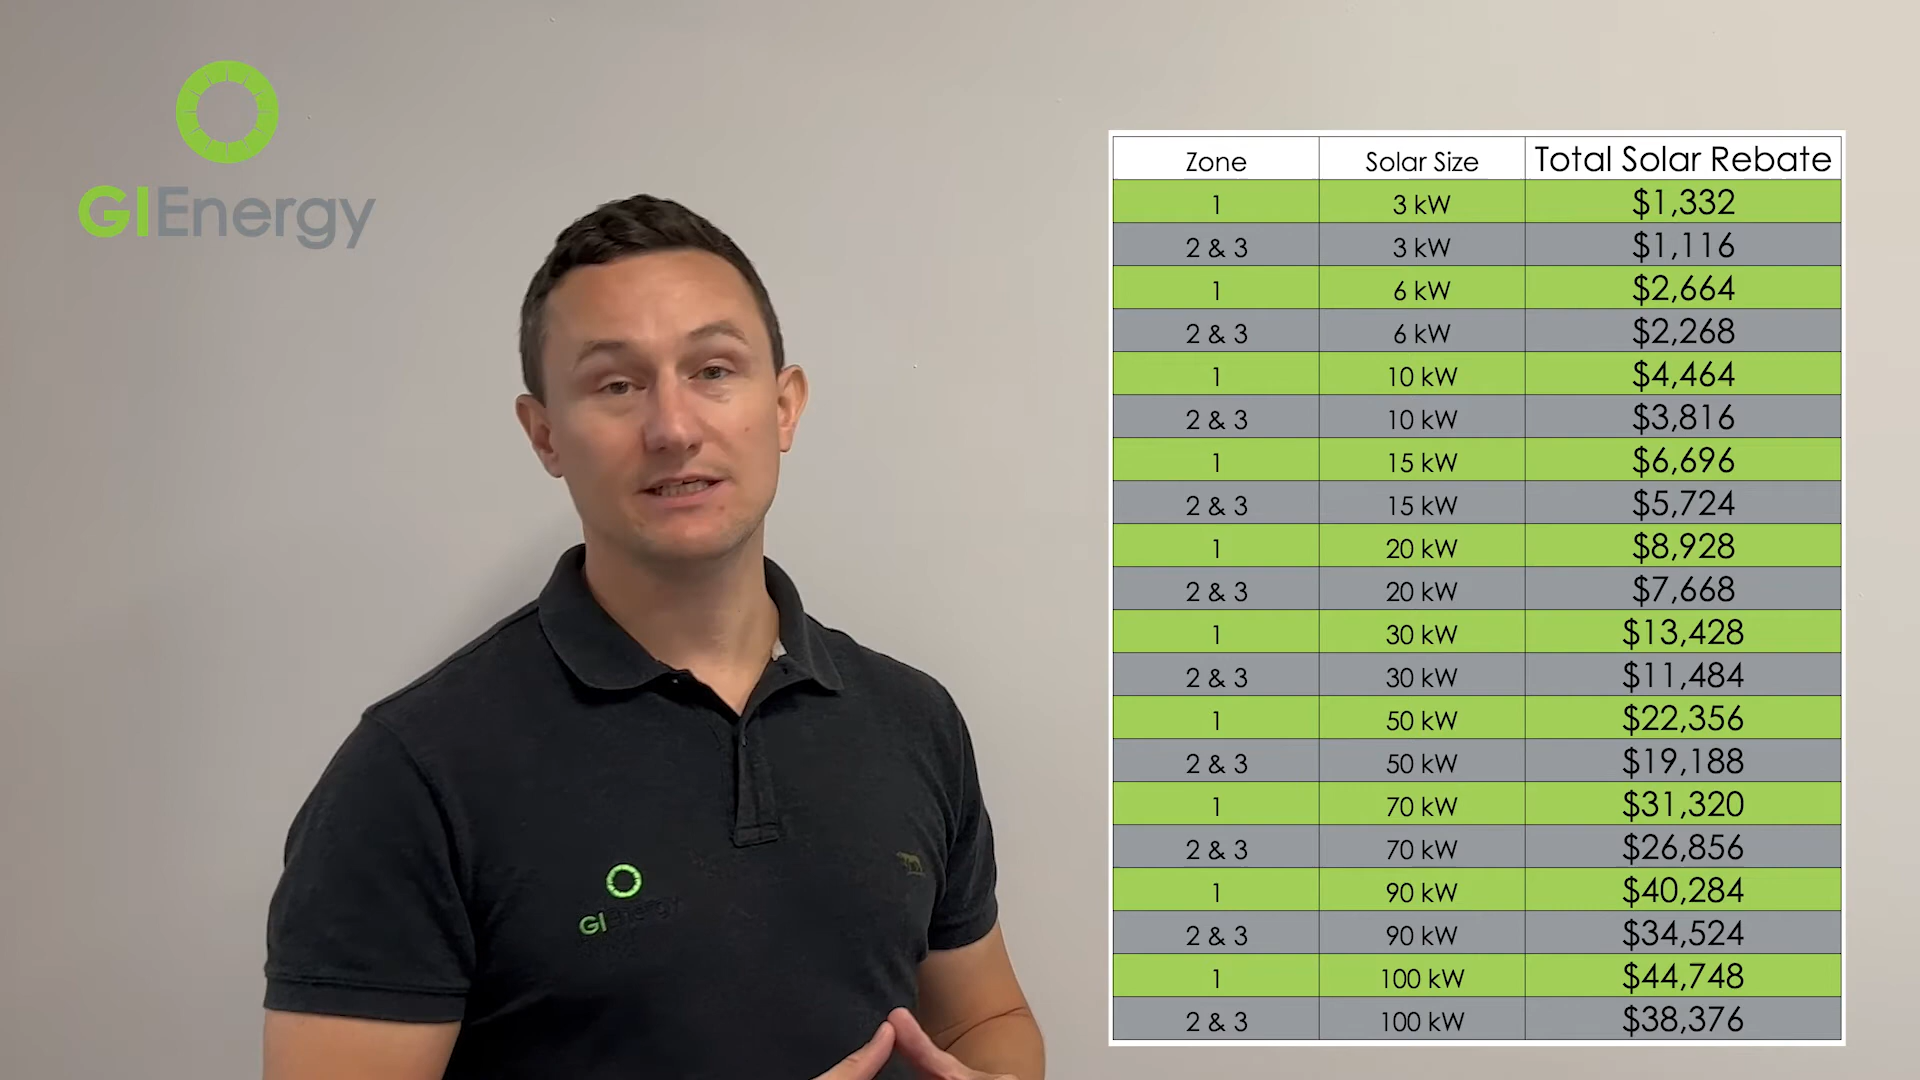 GIEnergy
Zone Solar Size Total Solar Rebate
1 3 kW $1,332
2 & 3 3 kW $1,116
1 6 kW $2,664
2 & 3 6 kW $2,268
1 10 kW $4,464
2 & 3 10 kW $3,816
1 15 kW $6,696
2 & 3 15 kW $5,724
1 20 kW $8,928
2 & 3 20 kW $7,668
1 30 kW $13,428
2 & 3 30 kW $11,484
1 50 kW $22,356
2 & 3 50 kW $19,188
1 70 kW $31,320
2 & 3 70 kW $26,856
1 90 kW $40,284
2 & 3 90 kW $34,524
1 100 kW $44,748
2 & 3 100 kW $38,376
GIEnergy